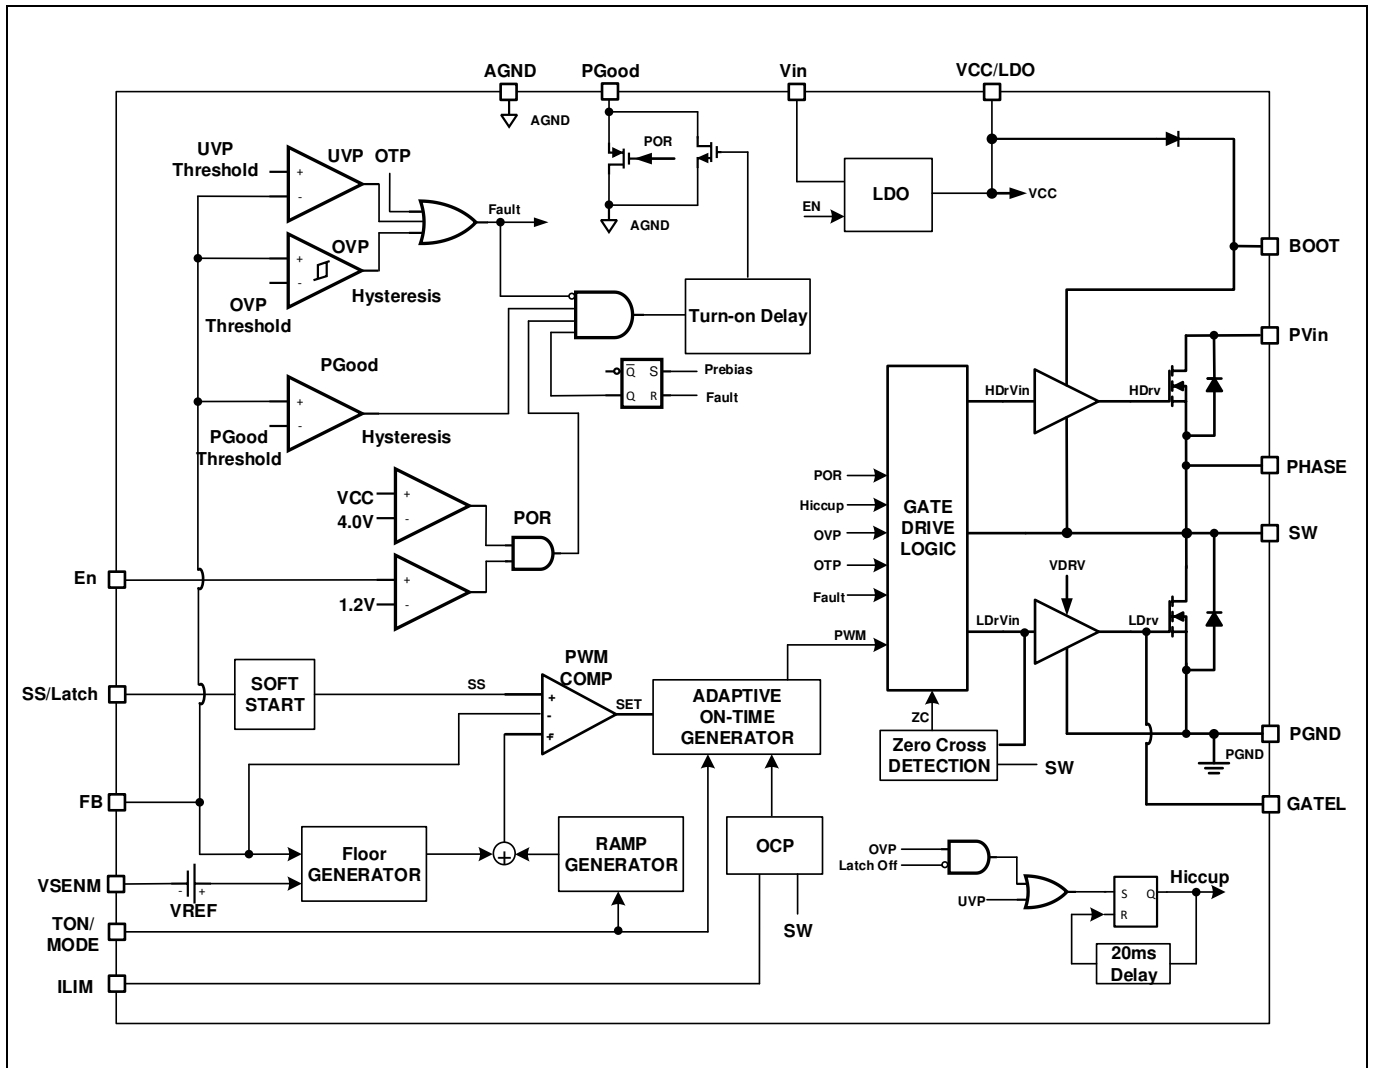 AGND
PGood
Vin
VCC/LDO
AGND
UVP
Threshold
UVP
OTP
+
-
Fault
POR
AGND
LDO
EN
VCC
BOOT
OVP
+
-
Hysteresis
OVP
Threshold
Turn-on Delay
PVin
PGood
+
-
PGood
Threshold
Hysteresis
Q S
Q R
Prebias
Fault
HDrVin
HDrv
PHASE
VCC
4.0V
+
-
POR
POR
Hiccup
OVP
OTP
Fault
PWM
GATE
DRIVE
LOGIC
SW
En
1.2V
+
-
VDRV
LDrVin
LDrv
SS/Latch
SOFT
START
SS
PWM
COMP
+
-
+
SET
ADAPTIVE
ON-TIME
GENERATOR
ZC
Zero Cross
DETECTION
SW
PGND
PGND
GATEL
FB
Floor
GENERATOR
+
RAMP
GENERATOR
OCP
SW
VSENM
- +
VREF
TON/
MODE
ILIM
OVP
Latch Off
UVP
S Q
R
Hiccup
20ms
Delay